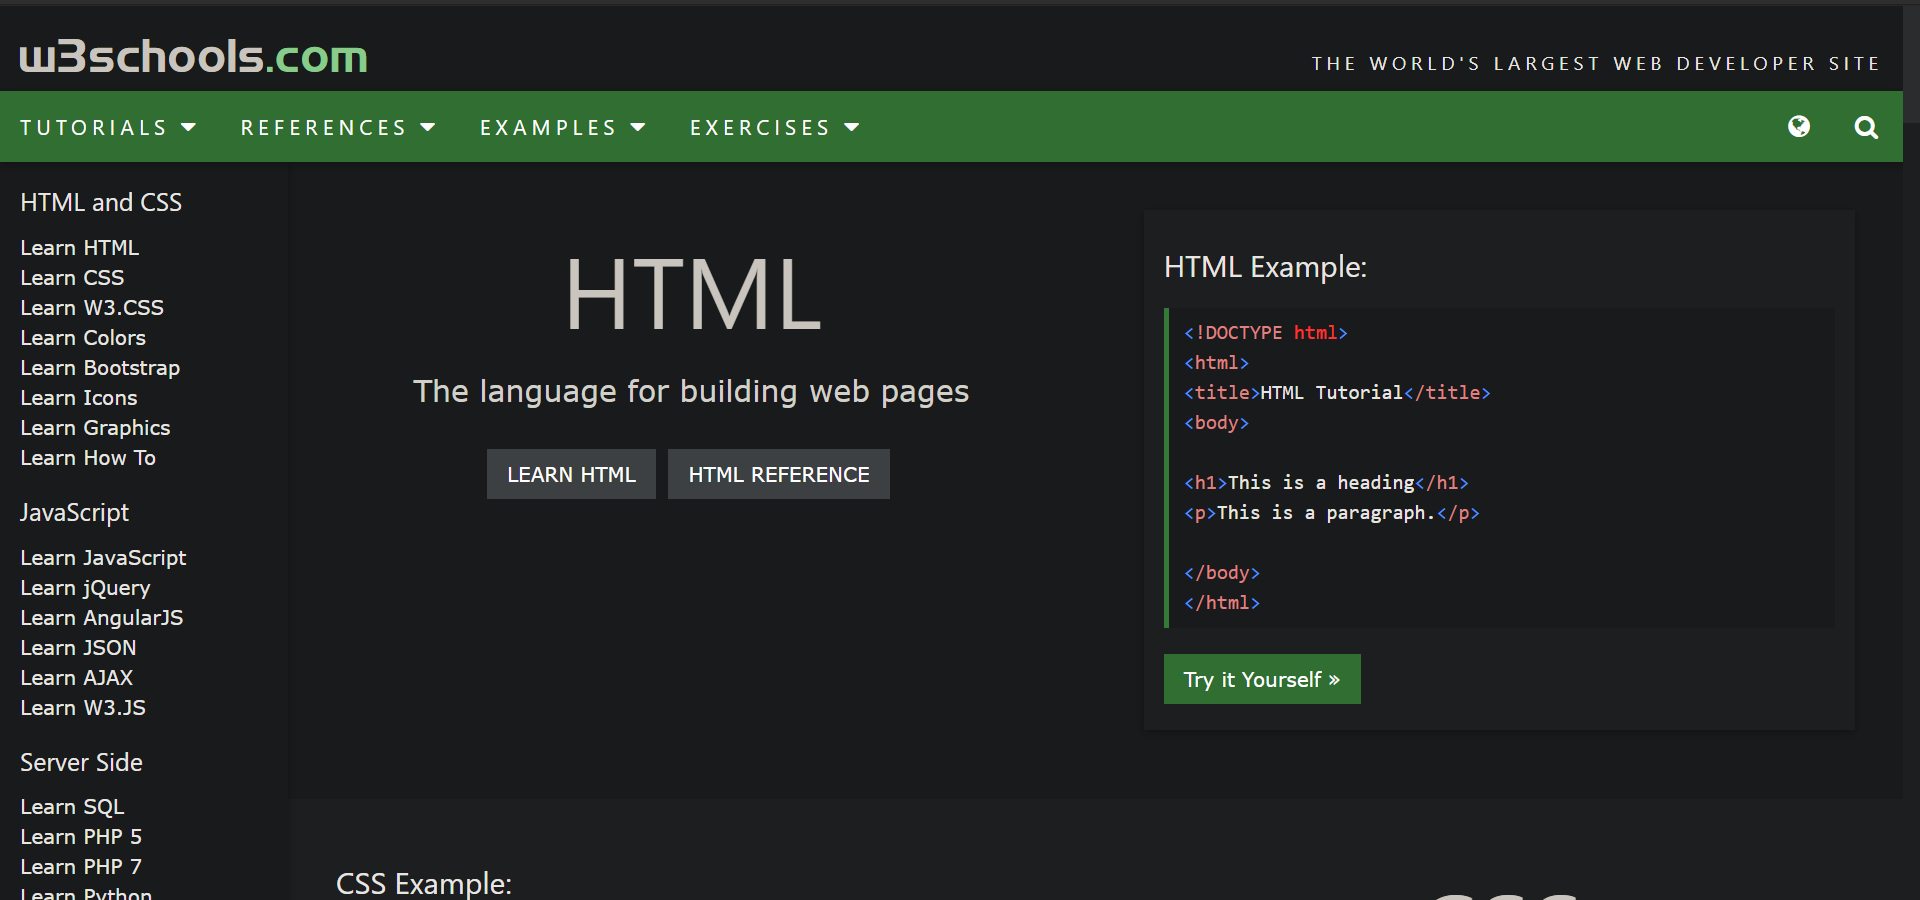 w3schools.com
THE WORLD'S LARGEST WEB DEVELOPER SITE
TUTORIALS REFERENCES EXAMPLES EXERCISES
HTML and CSS
Learn HTML
Learn CSS
Learn W3.CSS
Learn Colors
Learn Bootstrap
Learn Icons
Learn Graphics
Learn How To
JavaScript
Learn JavaScript
Learn jQuery
Learn AngularJS
Learn JSON
Learn AJAX
Learn W3.JS
Server Side
Learn SQL
Learn PHP 5
Learn PHP 7
Learn Python
HTML
The language for building web pages
LEARN HTML
HTML REFERENCE
HTML Example:
<!DOCTYPE html>
<html>
<title>HTML Tutorial</title>
<body>
<h1>This is a heading</h1>
<p>This is a paragraph.</p>
</body>
</html>
Try it Yourself »
CSS Example: